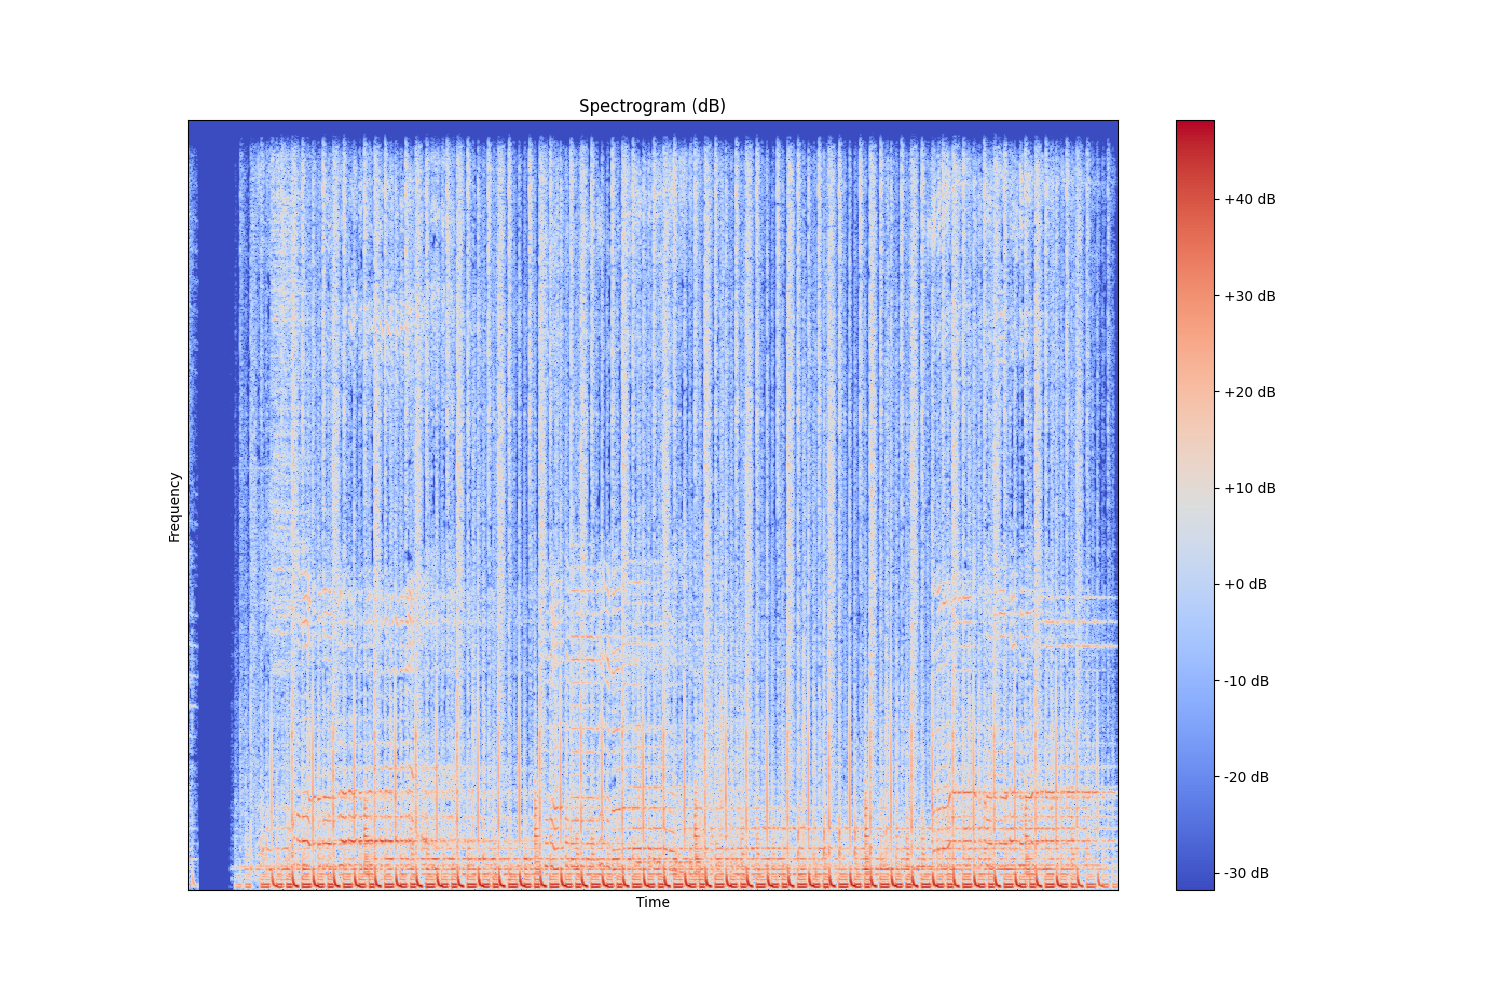 Spectrogram (dB)
Frequency
Time
+40 dB
+30 dB
+20 dB
+10 dB
+0 dB
-10 dB
-20 dB
-30 dB